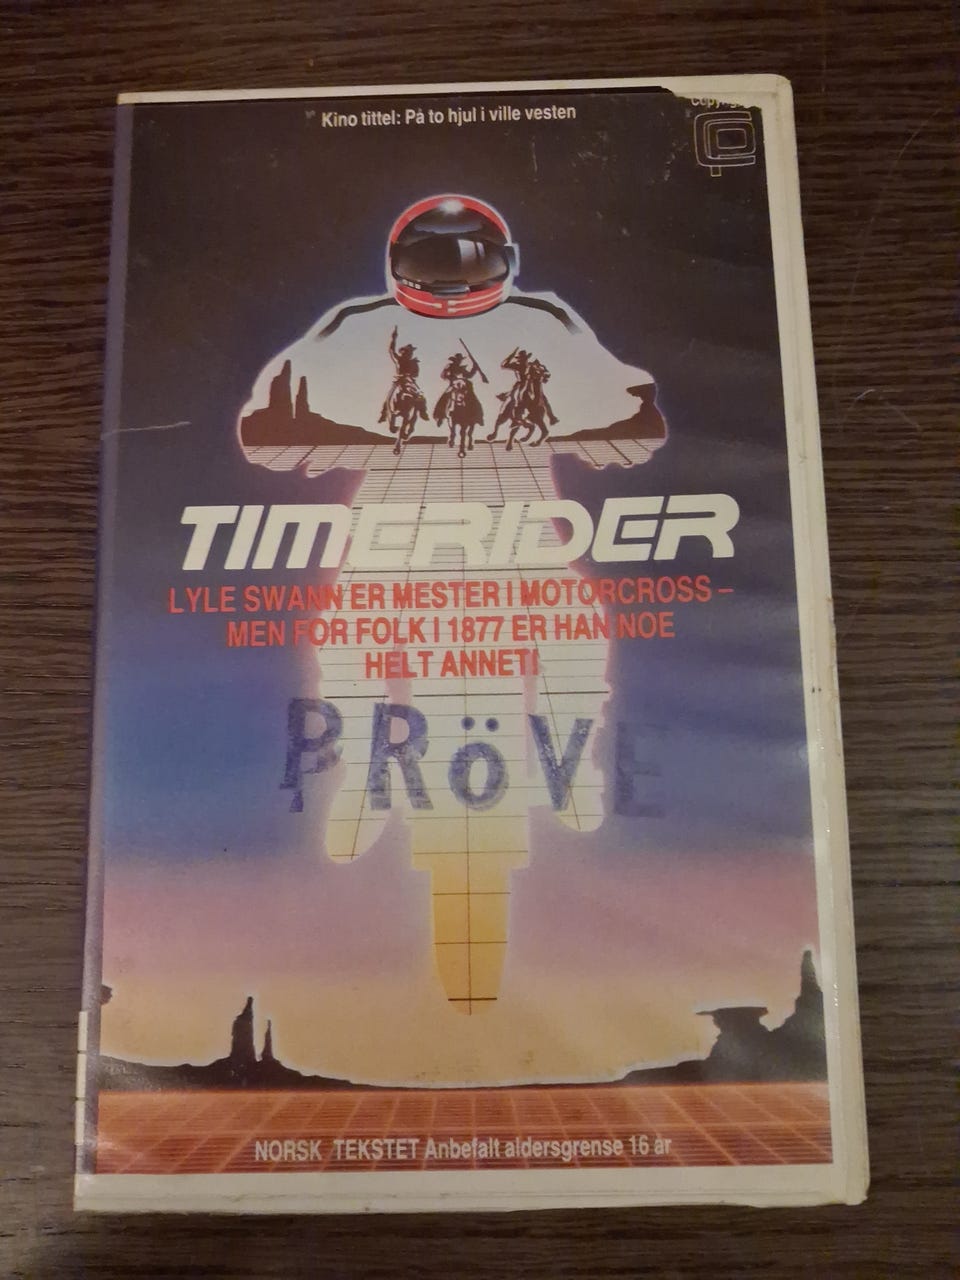 Kino tittel: På to hjul i ville vesten
TIMERIDER
LYLE SWANN ER MESTER I MOTORCROSS –
MEN FOR FOLK I 1877 ER HAN NOE
HELT ANNET!
PRöVE
NORSK TEKSTET Anbefalt aldersgrense 16 år